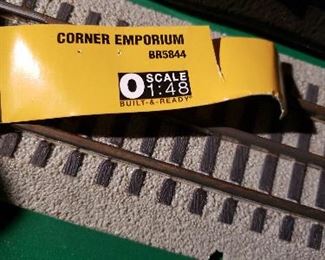 CORNER EMPORIUM
BR5844
O SCALE
1:48
BUILT-&-READY